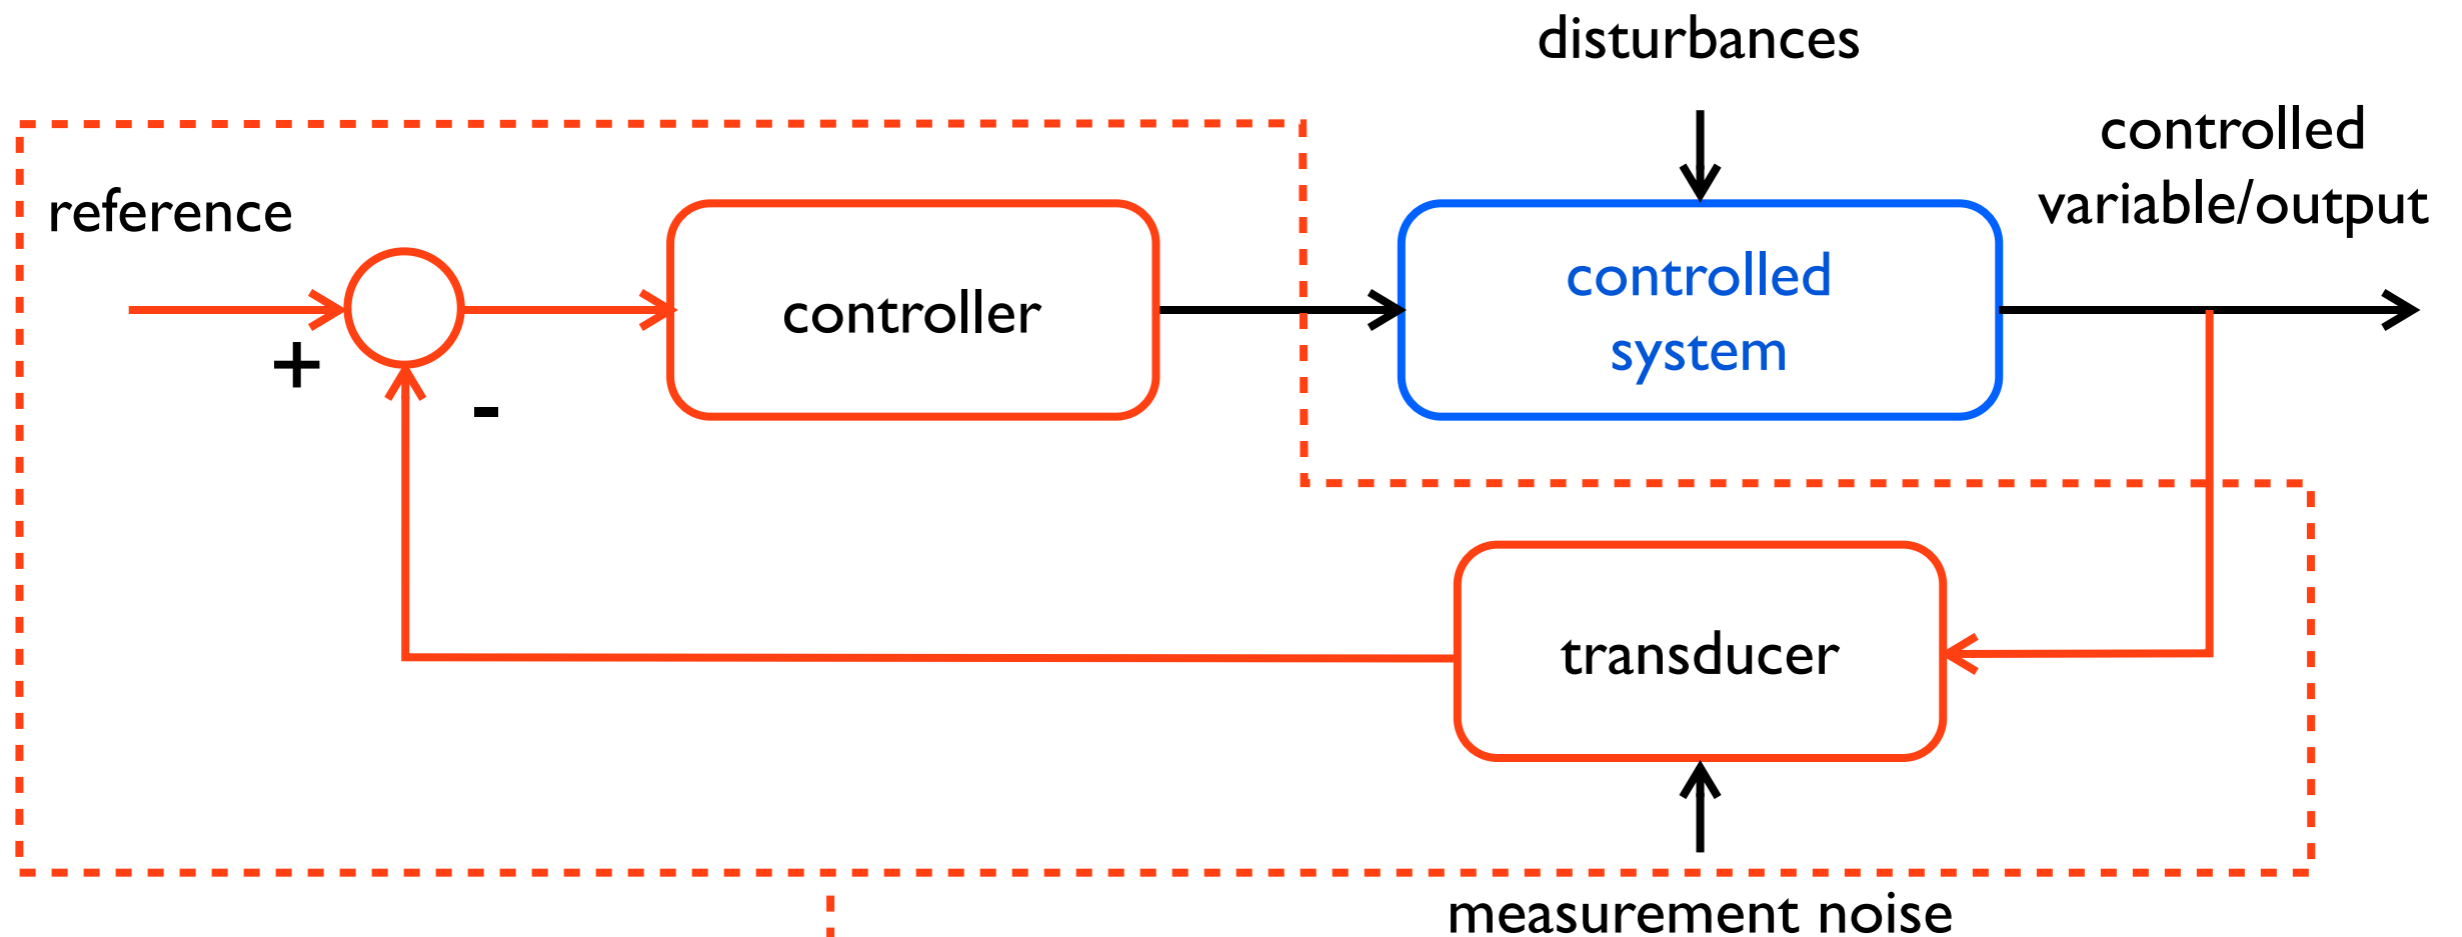 disturbances
controlled
variable/output
reference
controller
controlled
system
+
-
transducer
measurement noise